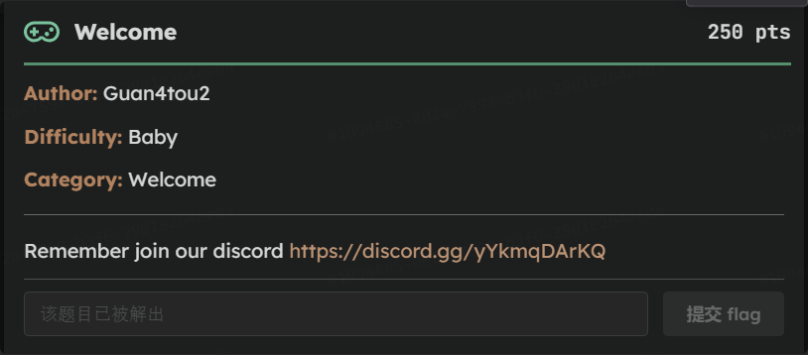 Welcome 250 pts
Author: Guan4tou2
Difficulty: Baby
Category: Welcome
Remember join our discord https://discord.gg/yYkmqDArKQ
该题目已被解出 提交 flag